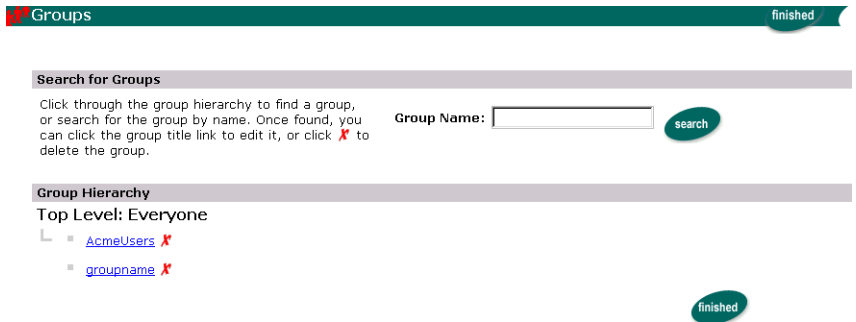 Groups
finished
Search for Groups
Click through the group hierarchy to find a group,
or search for the group by name. Once found, you
can click the group title link to edit it, or click X to
delete the group.
Group Name:
search
Group Hierarchy
Top Level: Everyone
AcmeUsers X
groupname X
finished